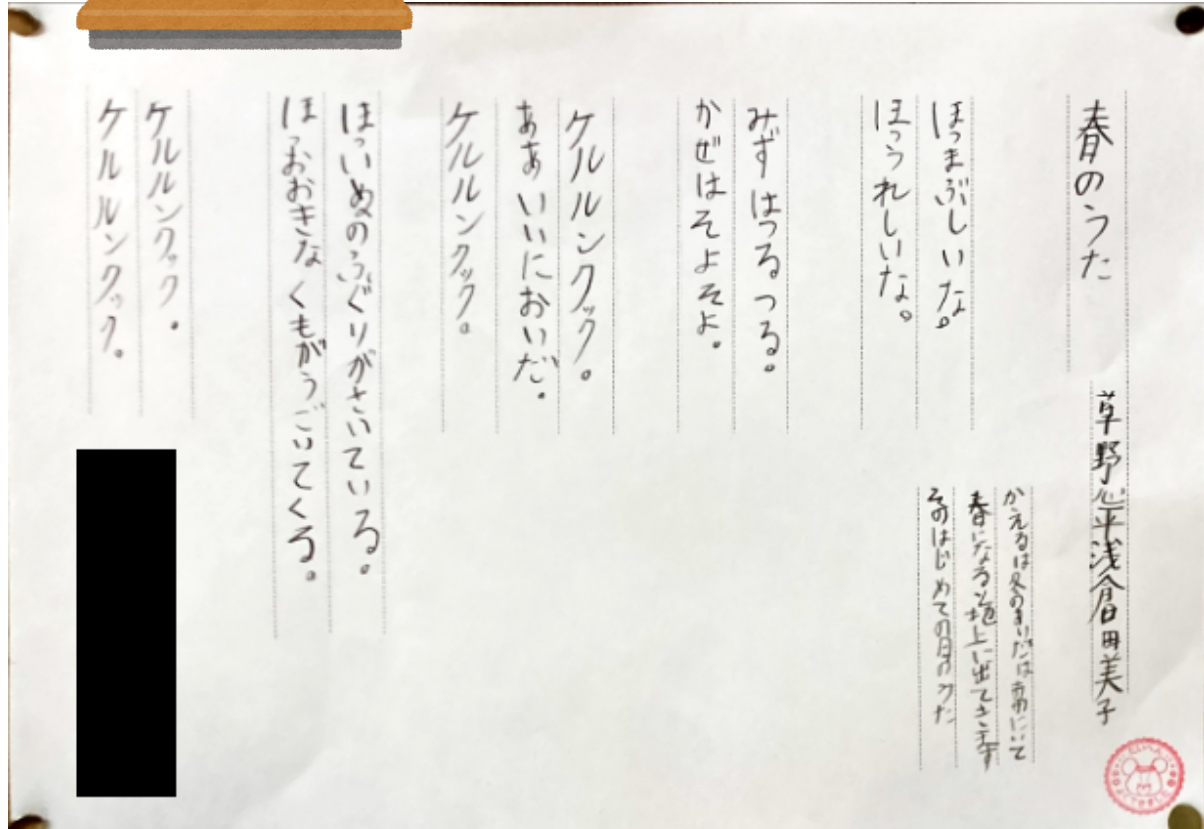 春のうた
草野心平浅倉田美子
かえるは冬のまいだは なかにいて
春になると地上に出てきます
そのはじめての日のうた
ほっまぶしいな。
ほっうれしいな。
みず はつるつる。
かぜはそよそよ。
ケルルンクック。
ああいいにおいだ。
ケルルンクック。
ほっいぬのふぐりがさいている。
ほっおおきなくもがうごいてくる。
ケルルンクック。
ケルルンクック。